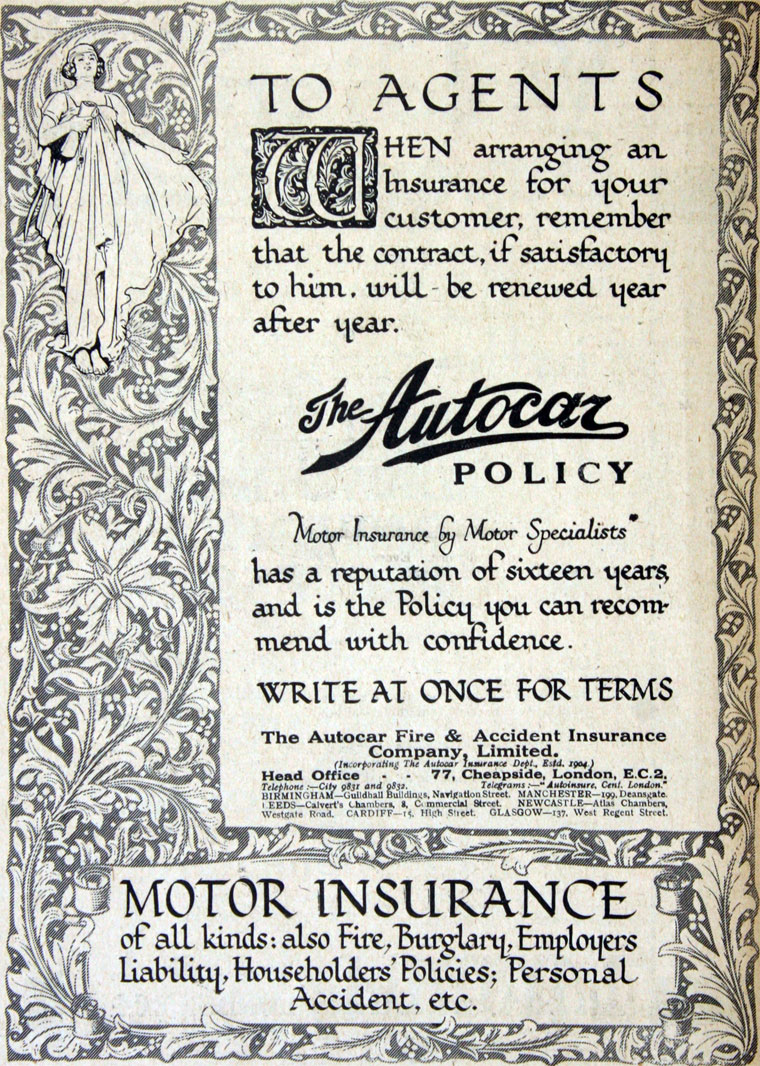 TO AGENTS
WHEN arranging an
Insurance for your
customer, remember
that the contract, if satisfactory
to him, will be renewed year
after year.
The Autocar
POLICY
"Motor Insurance by Motor Specialists"
has a reputation of sixteen years,
and is the Policy you can recom-
mend with confidence.
WRITE AT ONCE FOR TERMS
The Autocar Fire & Accident Insurance
Company, Limited.
(Incorporating The Autocar Insurance Dept., Estd. 1904.)
Head Office - - 77, Cheapside, London, E.C.2.
Telephone:—City 9831 and 9832. Telegrams:—"Autoinsure, Cent. London."
BIRMINGHAM—Guildhall Buildings, Navigation Street. MANCHESTER—199, Deansgate.
LEEDS—Calvert's Chambers, 8, Commercial Street. NEWCASTLE—Atlas Chambers,
Westgate Road. CARDIFF—15, High Street. GLASGOW—137, West Regent Street.
MOTOR INSURANCE
of all kinds: also Fire, Burglary, Employers
Liability, Householders' Policies; Personal
Accident, etc.